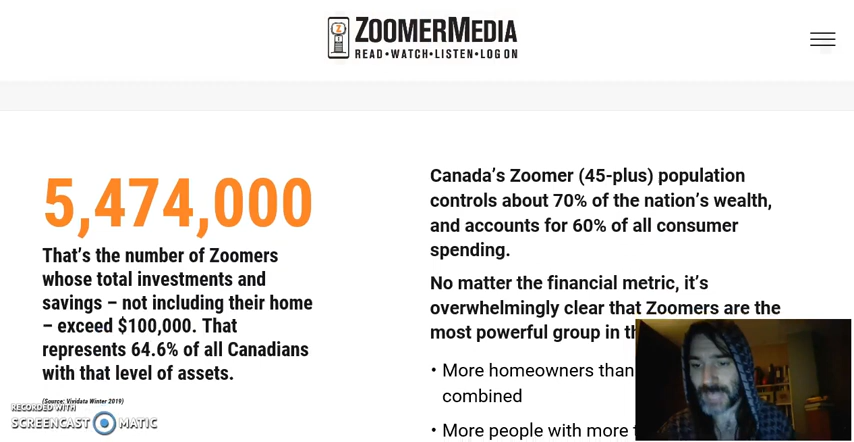 ZOOMERMEDIA
READ•WATCH•LISTEN•LOG ON
5,474,000
That’s the number of Zoomers
whose total investments and
savings – not including their home
– exceed $100,000. That
represents 64.6% of all Canadians
with that level of assets.
(Source: Vividata Winter 2019)
Canada’s Zoomer (45-plus) population
controls about 70% of the nation’s wealth,
and accounts for 60% of all consumer
spending.
No matter the financial metric, it’s
overwhelmingly clear that Zoomers are the
most powerful group in
• More homeowners than
combined
• More people with more
RECORDED WITH
SCREENCAST MATIC